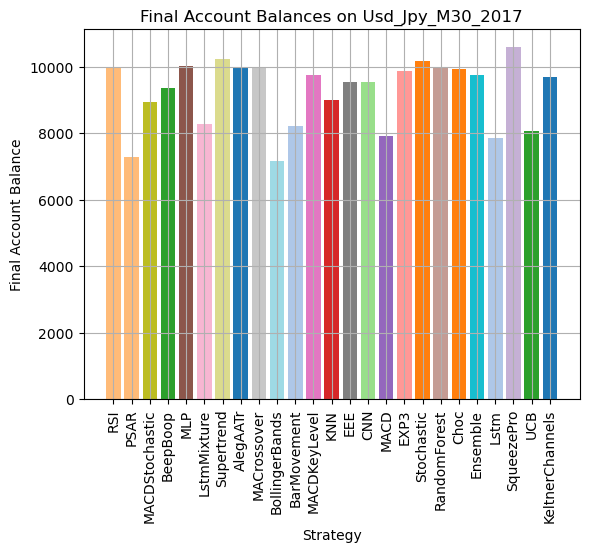 Final Account Balances on Usd_Jpy_M30_2017
Final Account Balance
10000
8000
6000
4000
2000
0
RSI
PSAR
MACDStochastic
BeepBoop
MLP
LstmMixture
Supertrend
AlegAATr
MACrossover
BollingerBands
BarMovement
MACDKeyLevel
KNN
EEE
CNN
MACD
EXP3
Stochastic
RandomForest
Choc
Ensemble
Lstm
SqueezePro
UCB
KeltnerChannels
Strategy